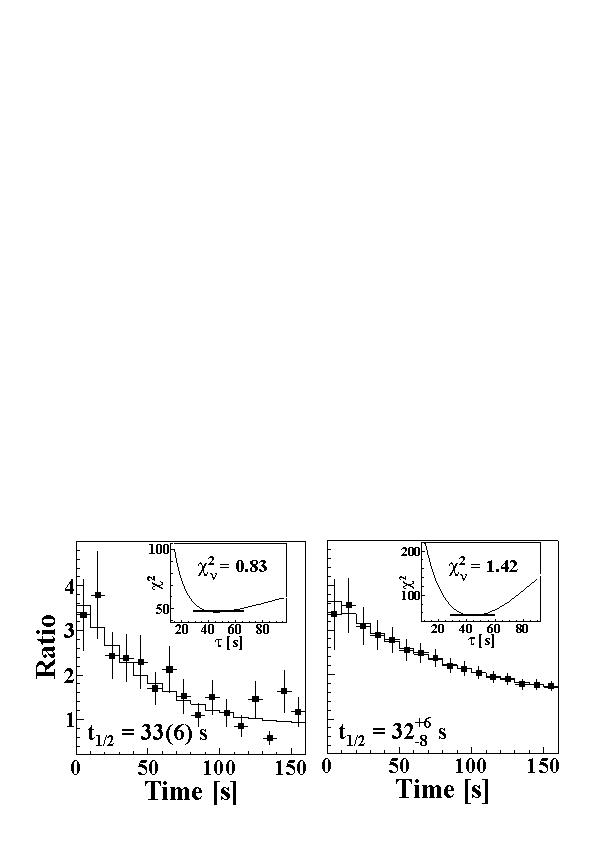 100
50
χ²
χ²ᵥ = 0.83
20 40 60 80
τ [s]
4
3
2
1
Ratio
t₁/₂ = 33(6) s
0 50 100 150
Time [s]
200
100
χ²
χ²ᵥ = 1.42
20 40 60 80
τ [s]
t₁/₂ = 32⁺⁶₋₈ s
0 50 100 150
Time [s]